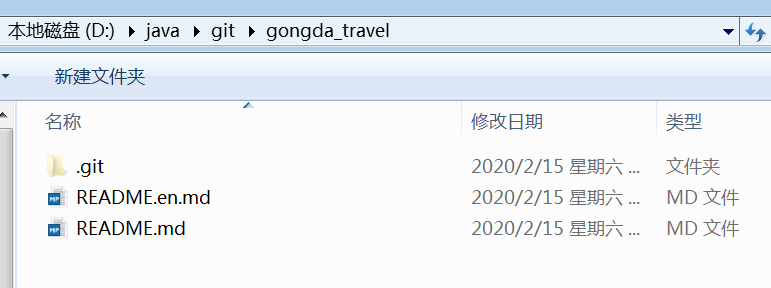 本地磁盘 (D:) java git gongda_travel
新建文件夹
名称 修改日期 类型
.git 2020/2/15 星期六 ... 文件夹
README.en.md 2020/2/15 星期六 ... MD 文件
README.md 2020/2/15 星期六 ... MD 文件